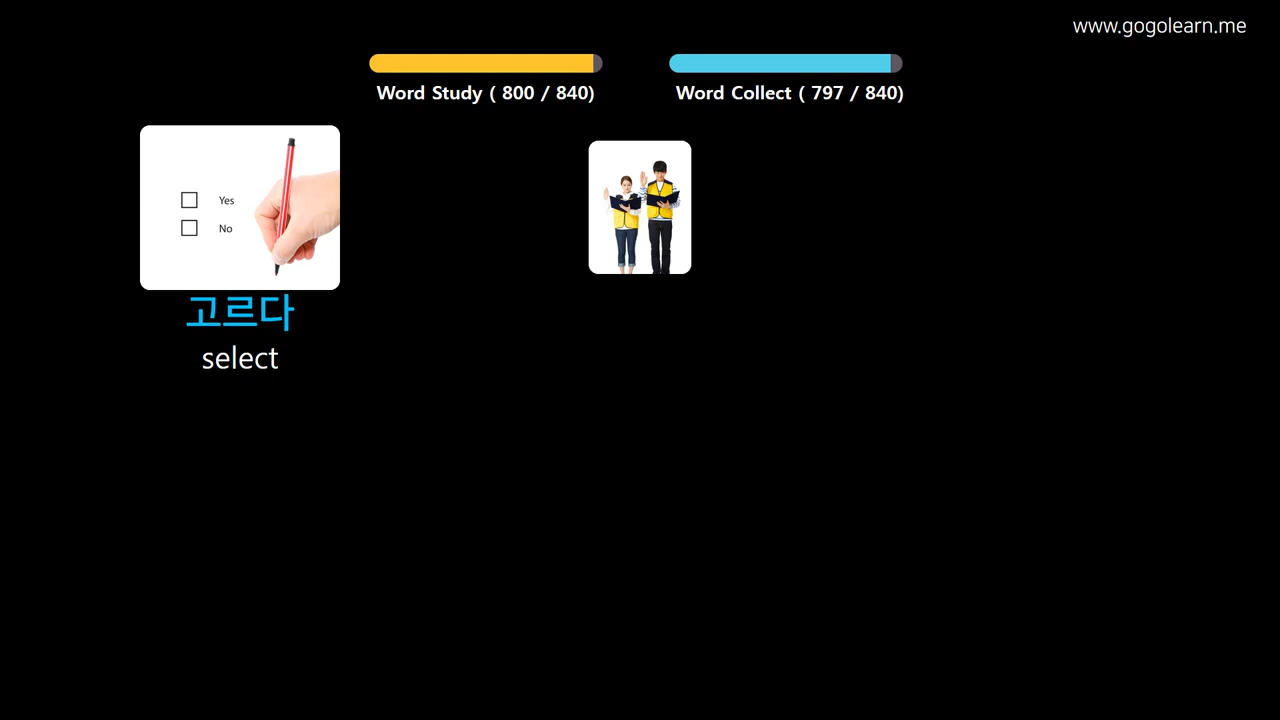 www.gogolearn.me
Word Study ( 800 / 840)
Word Collect ( 797 / 840)
Yes
No
고르다
select